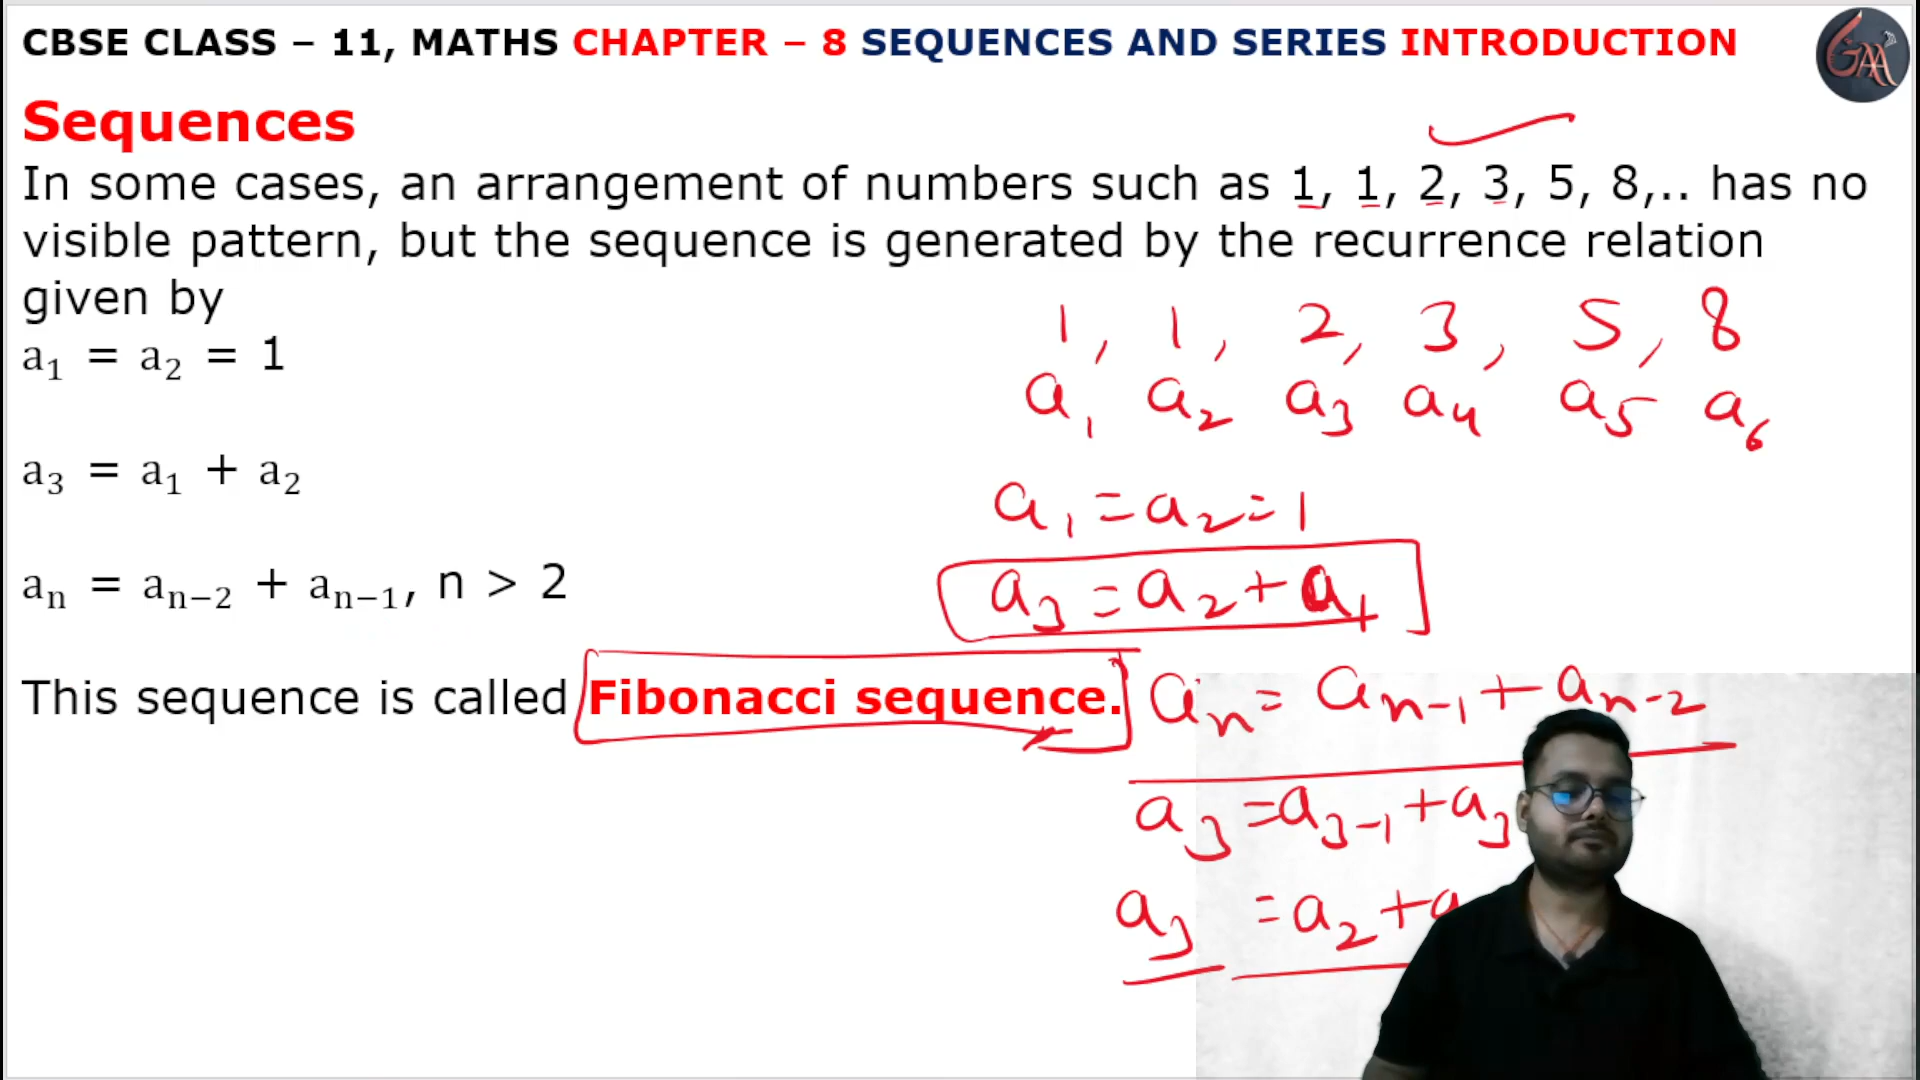 CBSE CLASS – 11, MATHS CHAPTER – 8 SEQUENCES AND SERIES INTRODUCTION
GAA
Sequences
In some cases, an arrangement of numbers such as 1, 1, 2, 3, 5, 8,.. has no
visible pattern, but the sequence is generated by the recurrence relation
given by
a₁ = a₂ = 1
a₃ = a₁ + a₂
aₙ = aₙ₋₂ + aₙ₋₁, n > 2
This sequence is called Fibonacci sequence.
1, 1, 2, 3, 5, 8
a₁ a₂ a₃ a₄ a₅ a₆
a₁ = a₂ = 1
a₃ = a₂ + a₁
aₙ = aₙ₋₁ + aₙ₋₂
a₃ = a₃₋₁ + a₃
a₃ = a₂ + a